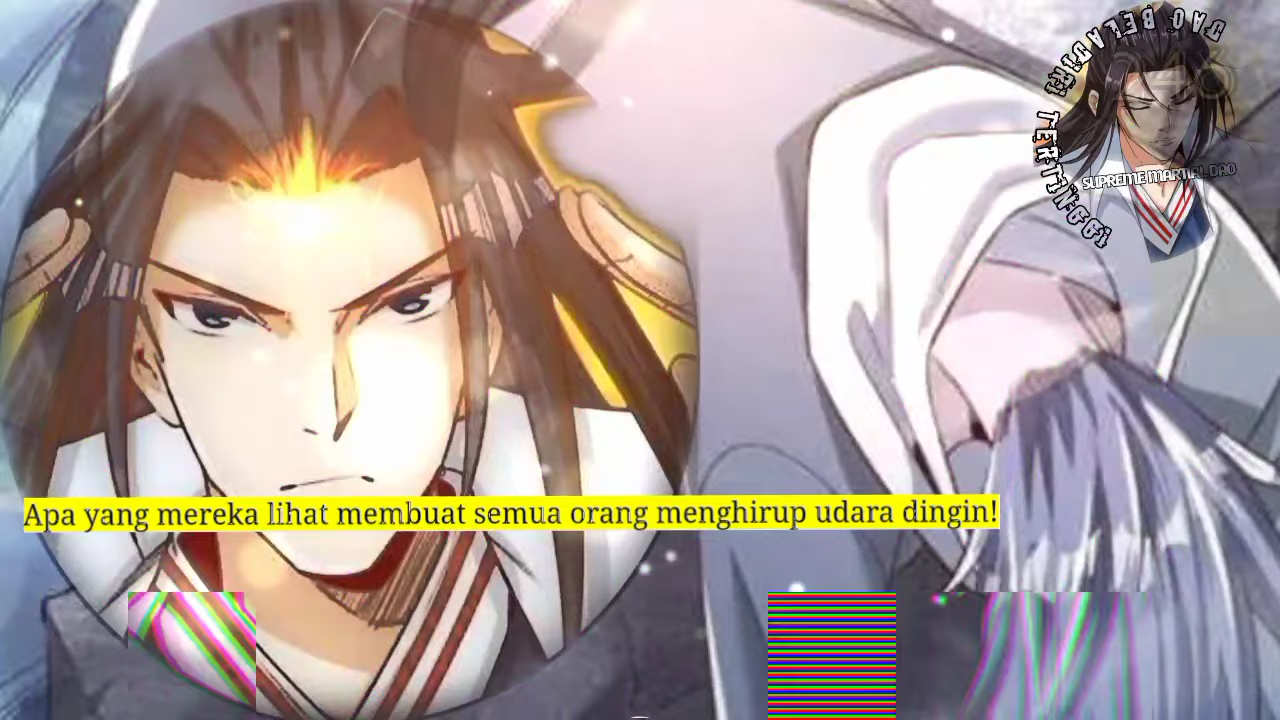 DAO BELADIRI TERTINGGI
SUPREME MARTIAL DAO
Apa yang mereka lihat membuat semua orang menghirup udara dingin!